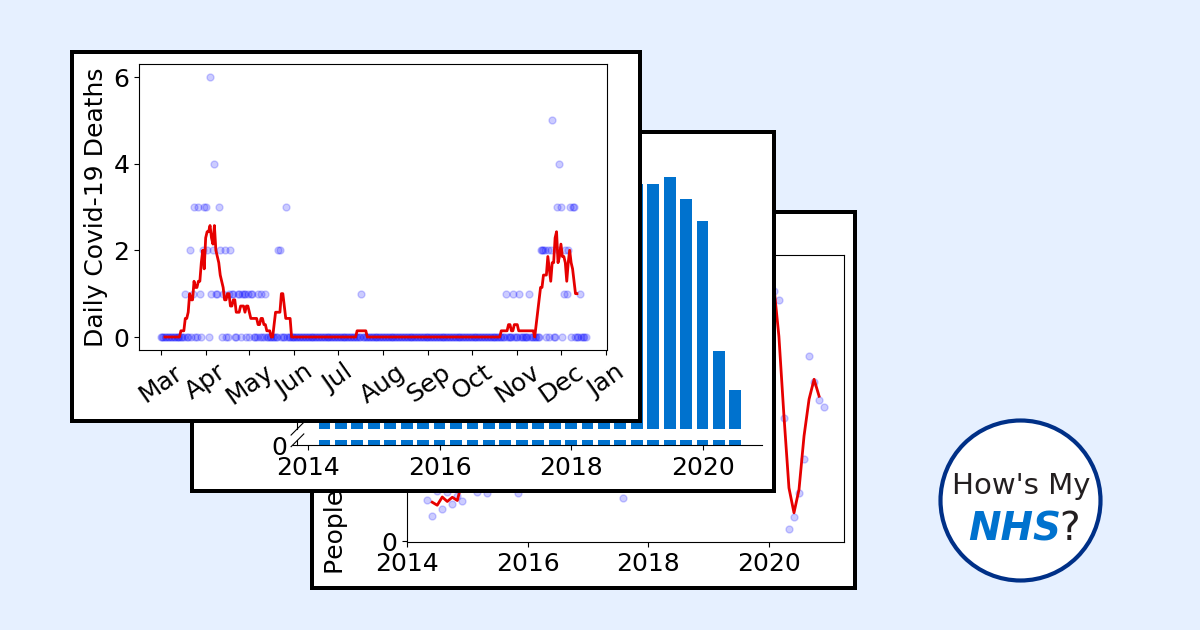 Daily Covid-19 Deaths
6
4
2
0
Mar Apr May Jun Jul Aug Sep Oct Nov Dec Jan
0
2014 2016 2018 2020
People
0
2014 2016 2018 2020
How's My
NHS?